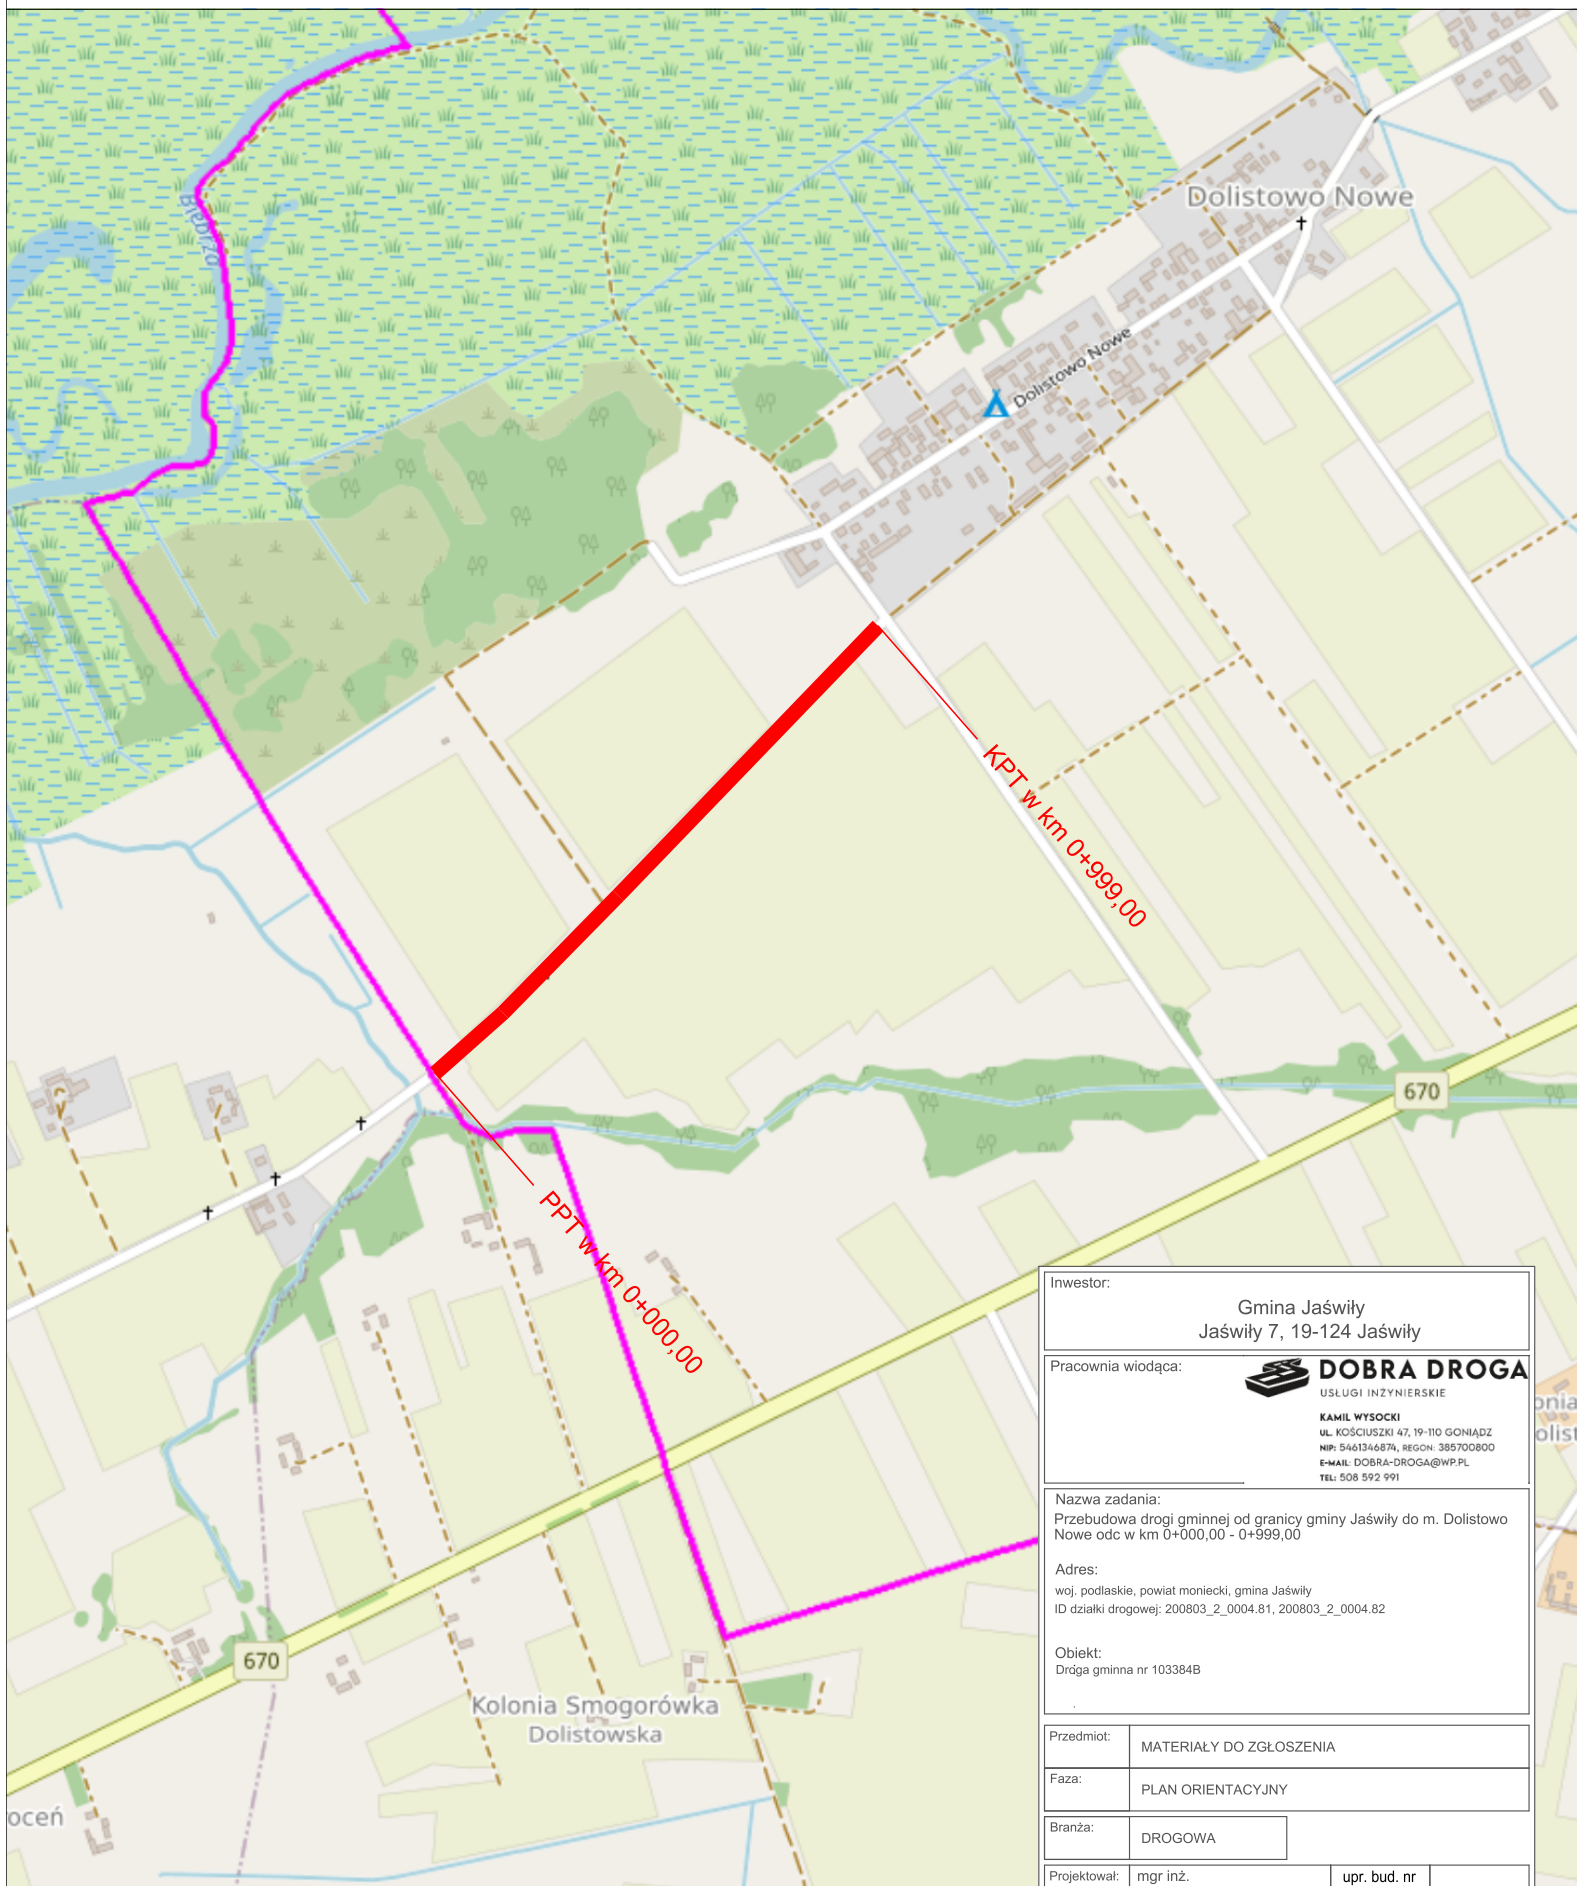 Biebrza
Dolistowo Nowe
Dolistowo Nowe
KPT w km 0+999,00
670
PPT w km 0+000,00
Inwestor:
Gmina Jaświły
Jaświły 7, 19-124 Jaświły
Pracownia wiodąca:
DOBRA DROGA
USŁUGI INŻYNIERSKIE
KAMIL WYSOCKI
UL. KOŚCIUSZKI 47, 19-110 GONIĄDZ
NIP: 5461346874, REGON: 385700800
E-MAIL: DOBRA-DROGA@WP.PL
TEL: 508 592 991
onia
olist
Nazwa zadania:
Przebudowa drogi gminnej od granicy gminy Jaświły do m. Dolistowo
Nowe odc w km 0+000,00 - 0+999,00
Adres:
woj. podlaskie, powiat moniecki, gmina Jaświły
ID działki drogowej: 200803_2_0004.81, 200803_2_0004.82
Obiekt:
Droga gminna nr 103384B
670
Kolonia Smogorówka
Dolistowska
oceń
Przedmiot:
MATERIAŁY DO ZGŁOSZENIA
Faza:
PLAN ORIENTACYJNY
Branża:
DROGOWA
Projektował: mgr inż. upr. bud. nr